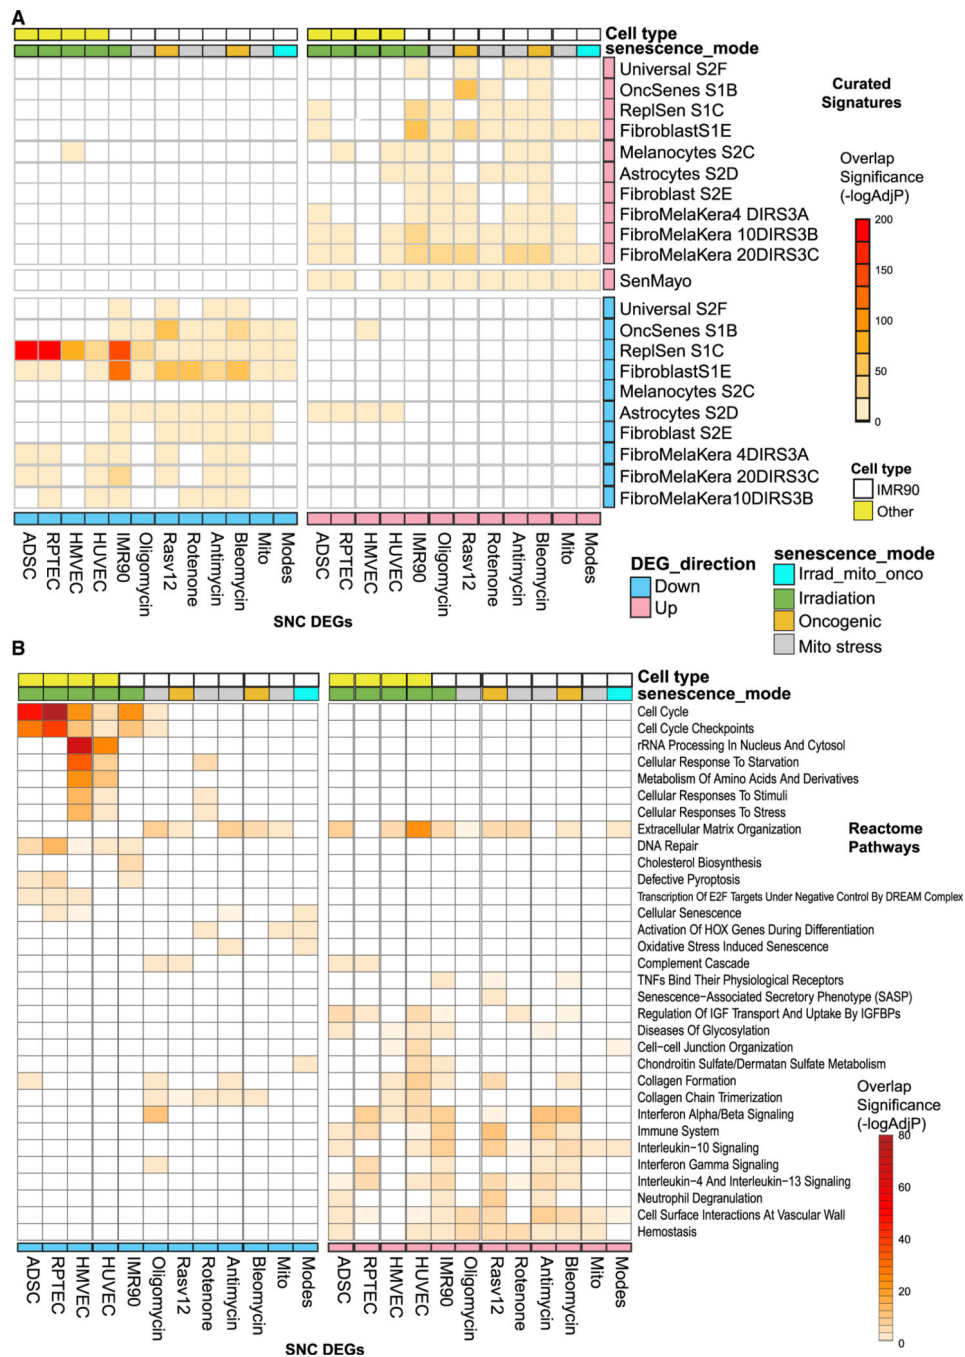 A
Cell type
senescence_mode
Universal S2F
OncSenes S1B
ReplSen S1C
FibroblastS1E
Melanocytes S2C
Astrocytes S2D
Fibroblast S2E
FibroMelaKera4 DIRS3A
FibroMelaKera 10DIRS3B
FibroMelaKera 20DIRS3C
SenMayo
Universal S2F
OncSenes S1B
ReplSen S1C
FibroblastS1E
Melanocytes S2C
Astrocytes S2D
Fibroblast S2E
FibroMelaKera 4DIRS3A
FibroMelaKera 20DIRS3C
FibroMelaKera10DIRS3B
Curated
Signatures
Overlap
Significance
(-logAdjP)
200
150
100
50
0
Cell type
IMR90
Other
ADSC
RPTEC
HMVEC
HUVEC
IMR90
Oligomycin
Rasv12
Rotenone
Antimycin
Bleomycin
Mito
Modes
ADSC
RPTEC
HMVEC
HUVEC
IMR90
Oligomycin
Rasv12
Rotenone
Antimycin
Bleomycin
Mito
Modes
SNC DEGs
DEG_direction
Down
Up
senescence_mode
Irrad_mito_onco
Irradiation
Oncogenic
Mito stress
B
Cell type
senescence_mode
Cell Cycle
Cell Cycle Checkpoints
rRNA Processing In Nucleus And Cytosol
Cellular Response To Starvation
Metabolism Of Amino Acids And Derivatives
Cellular Responses To Stimuli
Cellular Responses To Stress
Extracellular Matrix Organization
DNA Repair
Cholesterol Biosynthesis
Defective Pyroptosis
Transcription Of E2F Targets Under Negative Control By DREAM Complex
Cellular Senescence
Activation Of HOX Genes During Differentiation
Oxidative Stress Induced Senescence
Complement Cascade
TNFs Bind Their Physiological Receptors
Senescence−Associated Secretory Phenotype (SASP)
Regulation Of IGF Transport And Uptake By IGFBPs
Diseases Of Glycosylation
Cell−cell Junction Organization
Chondroitin Sulfate/Dermatan Sulfate Metabolism
Collagen Formation
Collagen Chain Trimerization
Interferon Alpha/Beta Signaling
Immune System
Interleukin−10 Signaling
Interferon Gamma Signaling
Interleukin−4 And Interleukin−13 Signaling
Neutrophil Degranulation
Cell Surface Interactions At Vascular Wall
Hemostasis
Reactome
Pathways
Overlap
Significance
(-logAdjP)
80
60
40
20
0
ADSC
RPTEC
HMVEC
HUVEC
IMR90
Oligomycin
Rasv12
Rotenone
Antimycin
Bleomycin
Mito
Modes
ADSC
RPTEC
HMVEC
HUVEC
IMR90
Oligomycin
Rasv12
Rotenone
Antimycin
Bleomycin
Mito
Modes
SNC DEGs